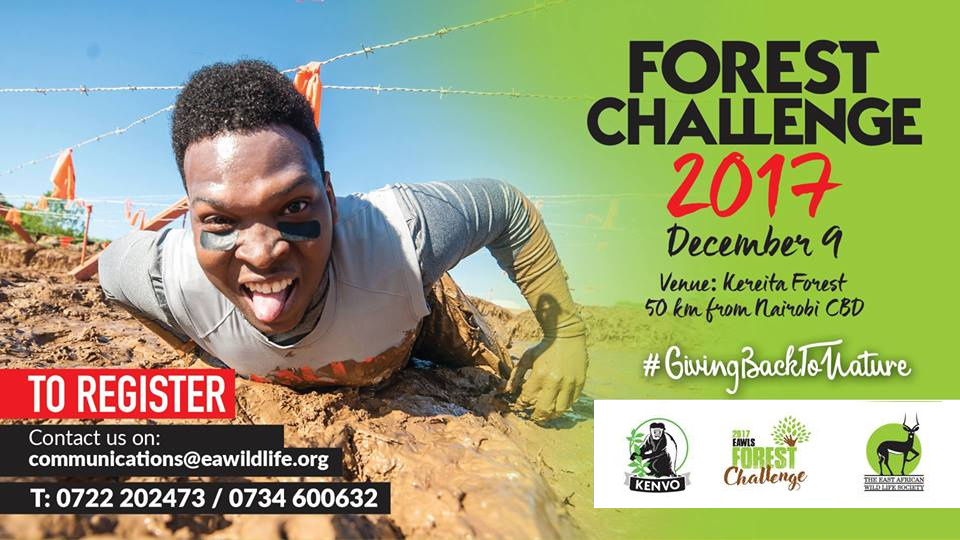 FOREST
CHALLENGE
2017
December 9
Venue: Kereita Forest
50 km from Nairobi CBD
#GivingBackToNature
TO REGISTER
Contact us on:
communications@eawildlife.org
T: 0722 202473 / 0734 600632
KENVO
2017
EAWLS
FOREST
Challenge
THE EAST AFRICAN
WILD LIFE SOCIETY